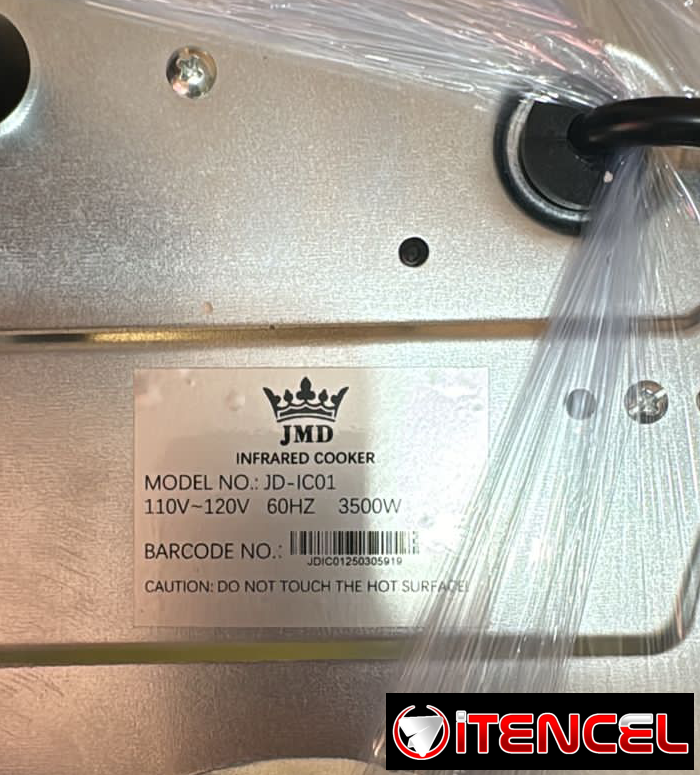 JMD
INFRARED COOKER
MODEL NO.: JD-IC01
110V~120V 60HZ 3500W
BARCODE NO.:
JDIC01250305919
CAUTION: DO NOT TOUCH THE HOT SURFACE!
iTENCEL